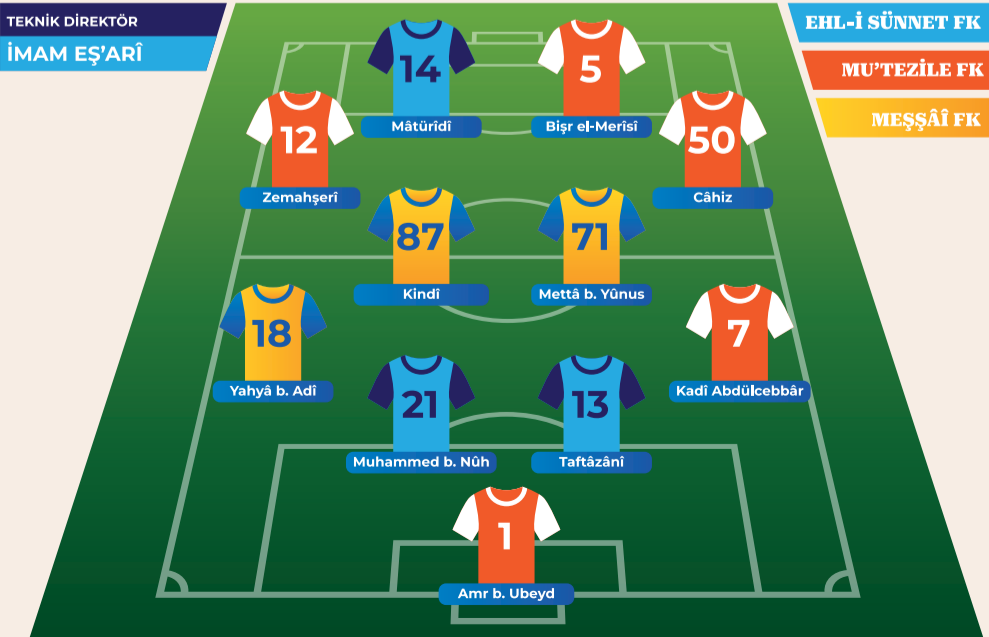 TEKNİK DİREKTÖR
İMAM EŞ’ARÎ
EHL-İ SÜNNET FK
MU’TEZİLE FK
MEŞŞÂÎ FK
14
Mâtürîdî
5
Bişr el-Merîsî
12
Zemahşerî
50
Câhiz
87
Kindî
71
Mettâ b. Yûnus
18
Yahyâ b. Adî
7
Kadî Abdülcebbâr
21
Muhammed b. Nûh
13
Taftâzânî
1
Amr b. Ubeyd